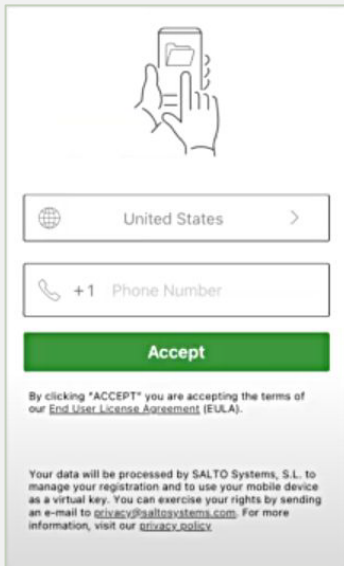 United States
+1 Phone Number
Accept
By clicking "ACCEPT" you are accepting the terms of
our End User License Agreement (EULA).
Your data will be processed by SALTO Systems, S.L. to
manage your registration and to use your mobile device
as a virtual key. You can exercise your rights by sending
an e-mail to privacy@saltosystems.com. For more
information, visit our privacy policy